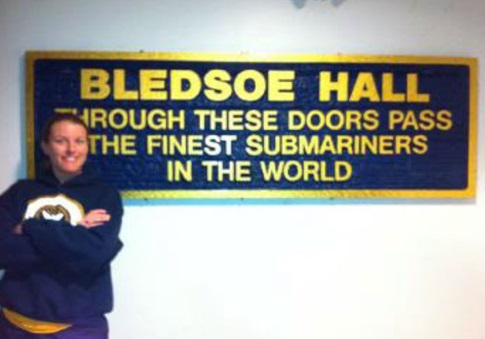 BLEDSOE HALL
THROUGH THESE DOORS PASS
THE FINEST SUBMARINERS
IN THE WORLD